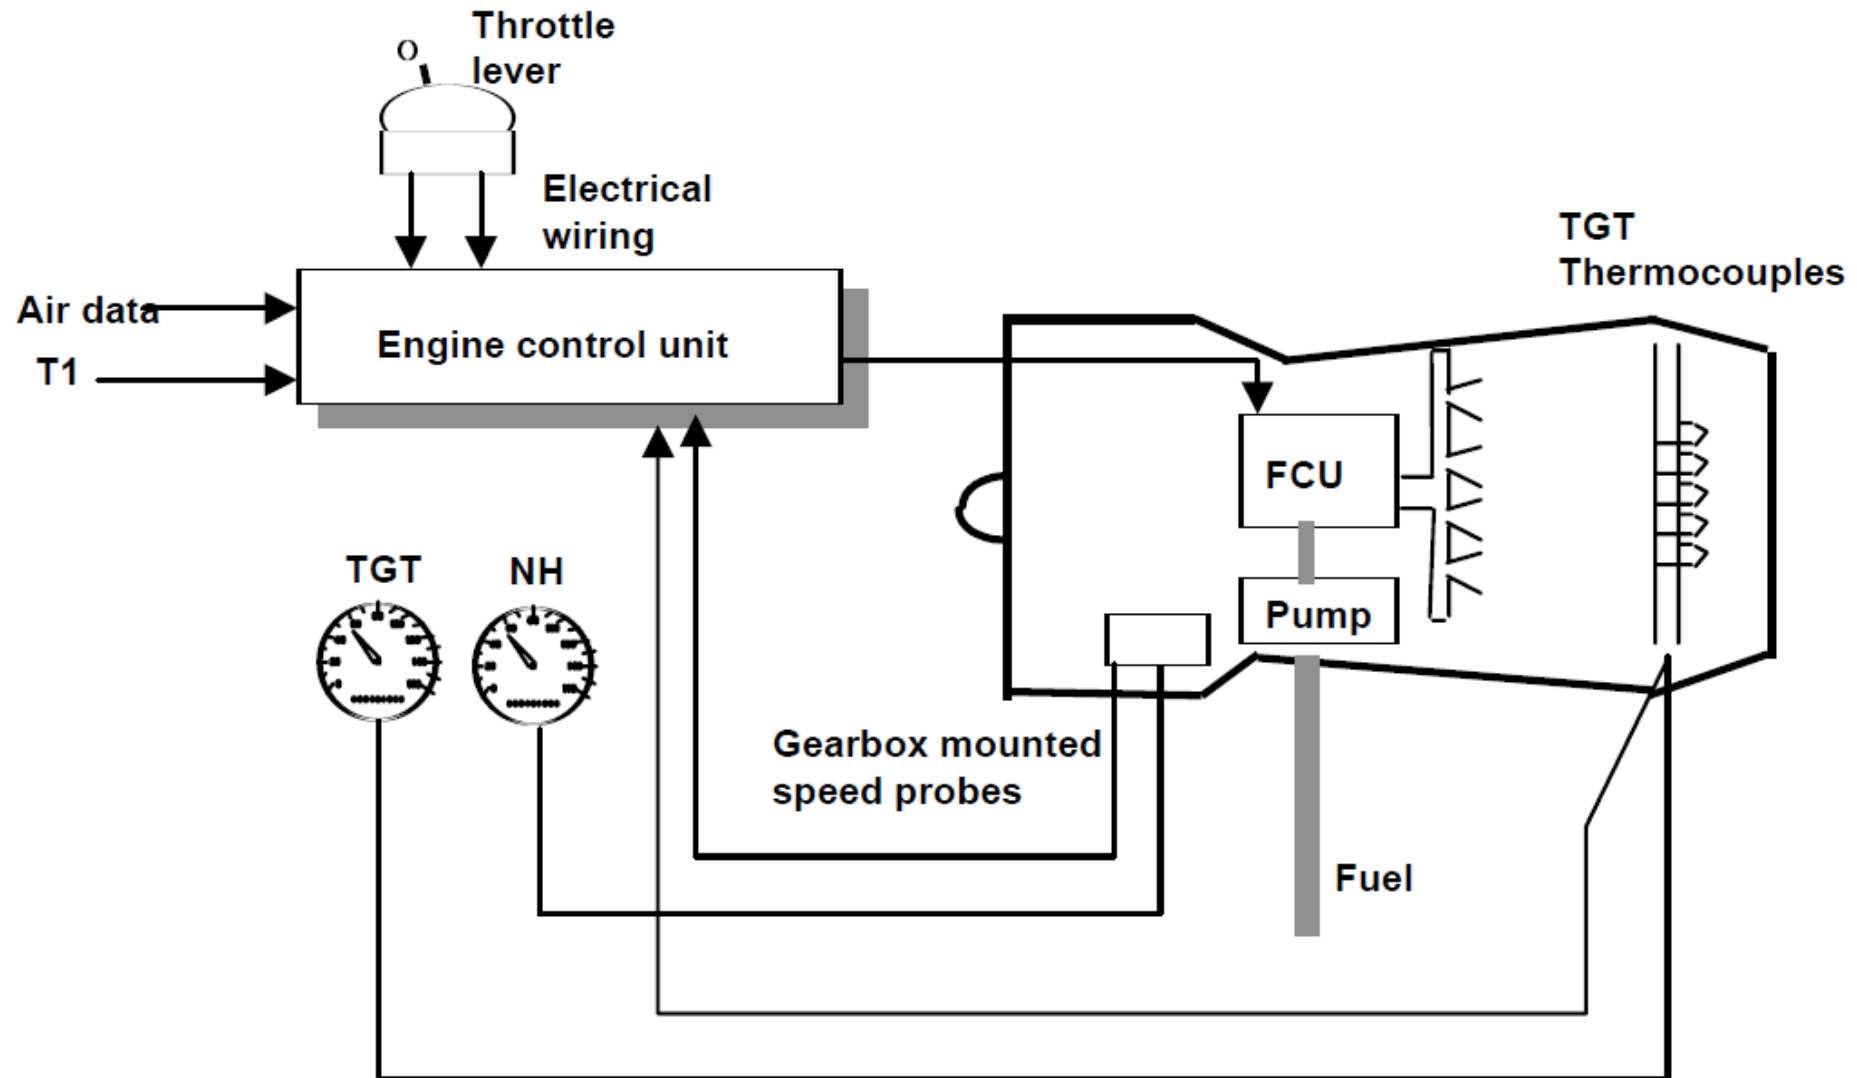 Throttle
lever
Electrical
wiring
TGT
Thermocouples
Air data
Engine control unit
T1
FCU
TGT
NH
Pump
Gearbox mounted
speed probes
Fuel